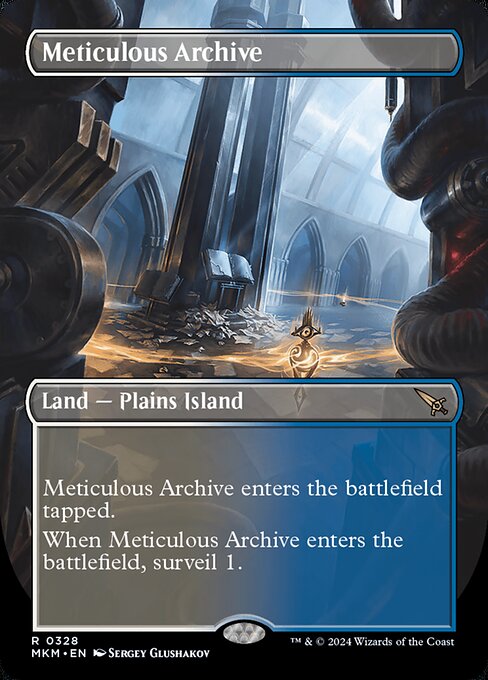 Meticulous Archive
Land — Plains Island
Meticulous Archive enters the battlefield
tapped.
When Meticulous Archive enters the
battlefield, surveil 1.
R 0328
MKM • EN Sergey Glushakov
™ & © 2024 Wizards of the Coast